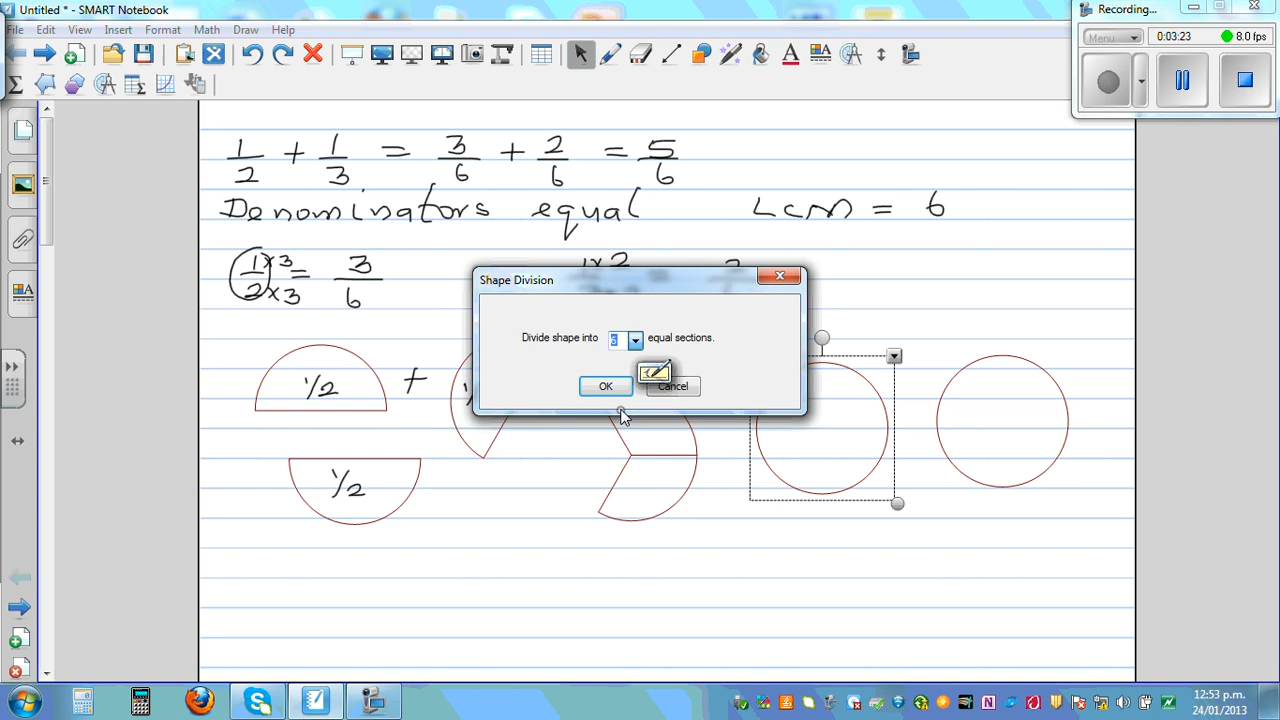 Untitled * - SMART Notebook
File Edit View Insert Format Math Draw Help
Recording...
Menu 0:03:23 8.0 fps
1/2 + 1/3 = 3/6 + 2/6 = 5/6
Denominators equal LCM = 6
1×3/2×3 = 3/6
1×2 =
Shape Division
Divide shape into 6 equal sections.
OK Cancel
1/2 +
1/2
12:53 p.m.
24/01/2013